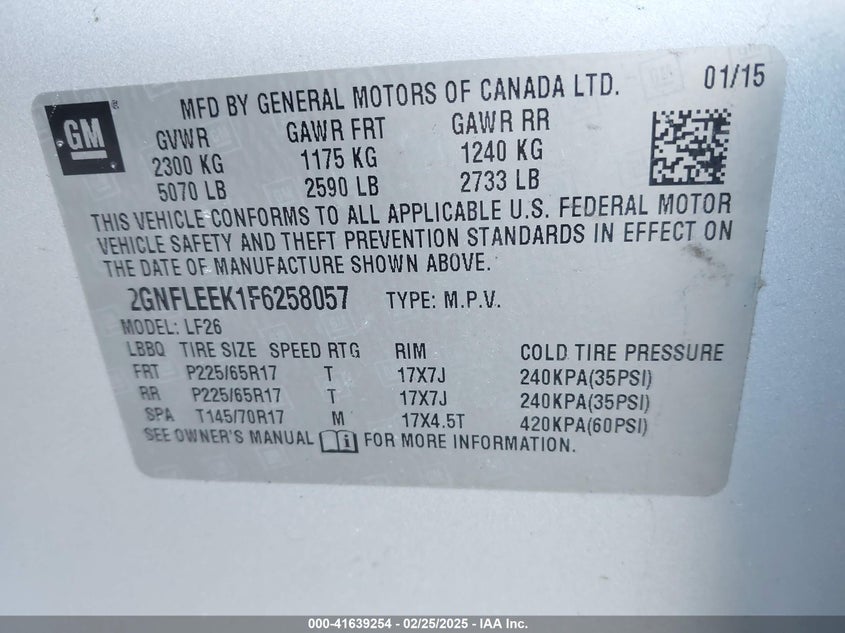 MFD BY GENERAL MOTORS OF CANADA LTD. 01/15
GM
GVWR GAWR FRT GAWR RR
2300 KG 1175 KG 1240 KG
5070 LB 2590 LB 2733 LB
THIS VEHICLE CONFORMS TO ALL APPLICABLE U.S. FEDERAL MOTOR
VEHICLE SAFETY AND THEFT PREVENTION STANDARDS IN EFFECT ON
THE DATE OF MANUFACTURE SHOWN ABOVE.
2GNFLEEK1F6258057 TYPE: M.P.V.
MODEL: LF26
LBBQ TIRE SIZE SPEED RTG RIM COLD TIRE PRESSURE
FRT P225/65R17 T 17X7J 240KPA(35PSI)
RR P225/65R17 T 17X7J 240KPA(35PSI)
SPA T145/70R17 M 17X4.5T 420KPA(60PSI)
SEE OWNER'S MANUAL FOR MORE INFORMATION.
000-41639254 - 02/25/2025 - IAA Inc.